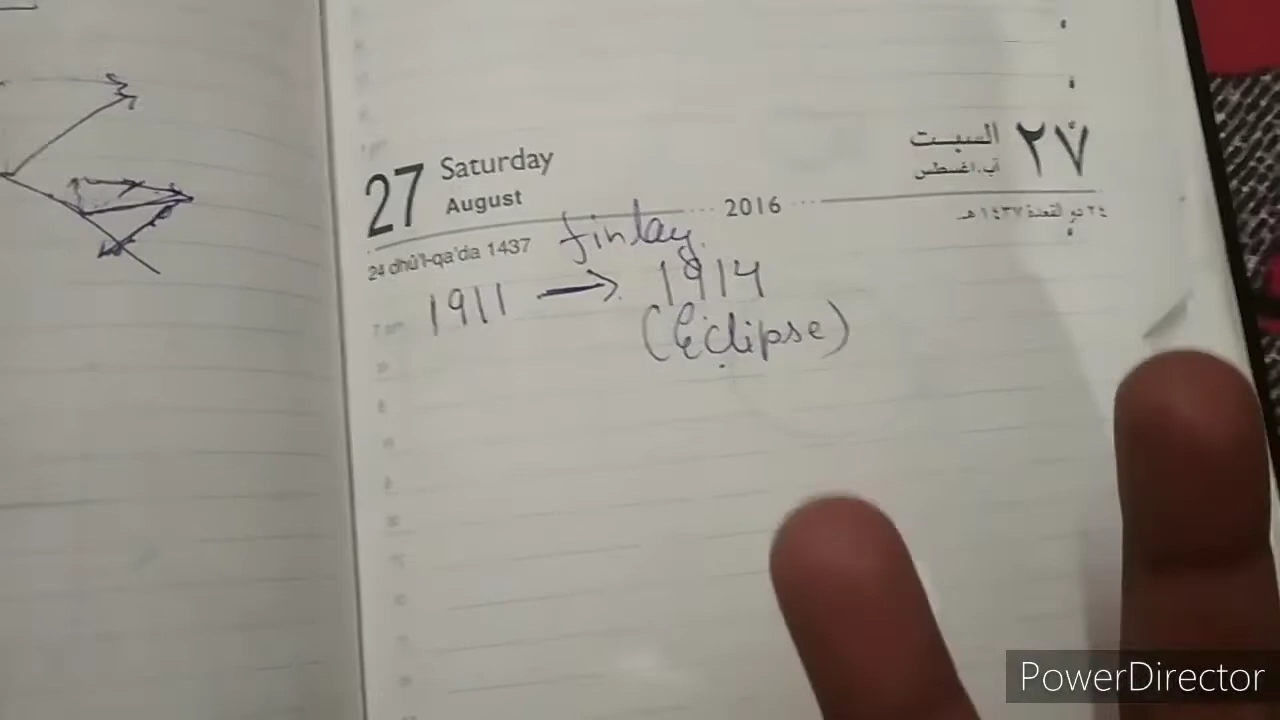 27 Saturday
August
2016
السبت ٢٧
آب، اغسطس
24 dhû'l-qa'da 1437
٢٤ ذو القعدة ١٤٣٧ هـ
finlay
1911 → 1914
(Eclipse)
PowerDirector